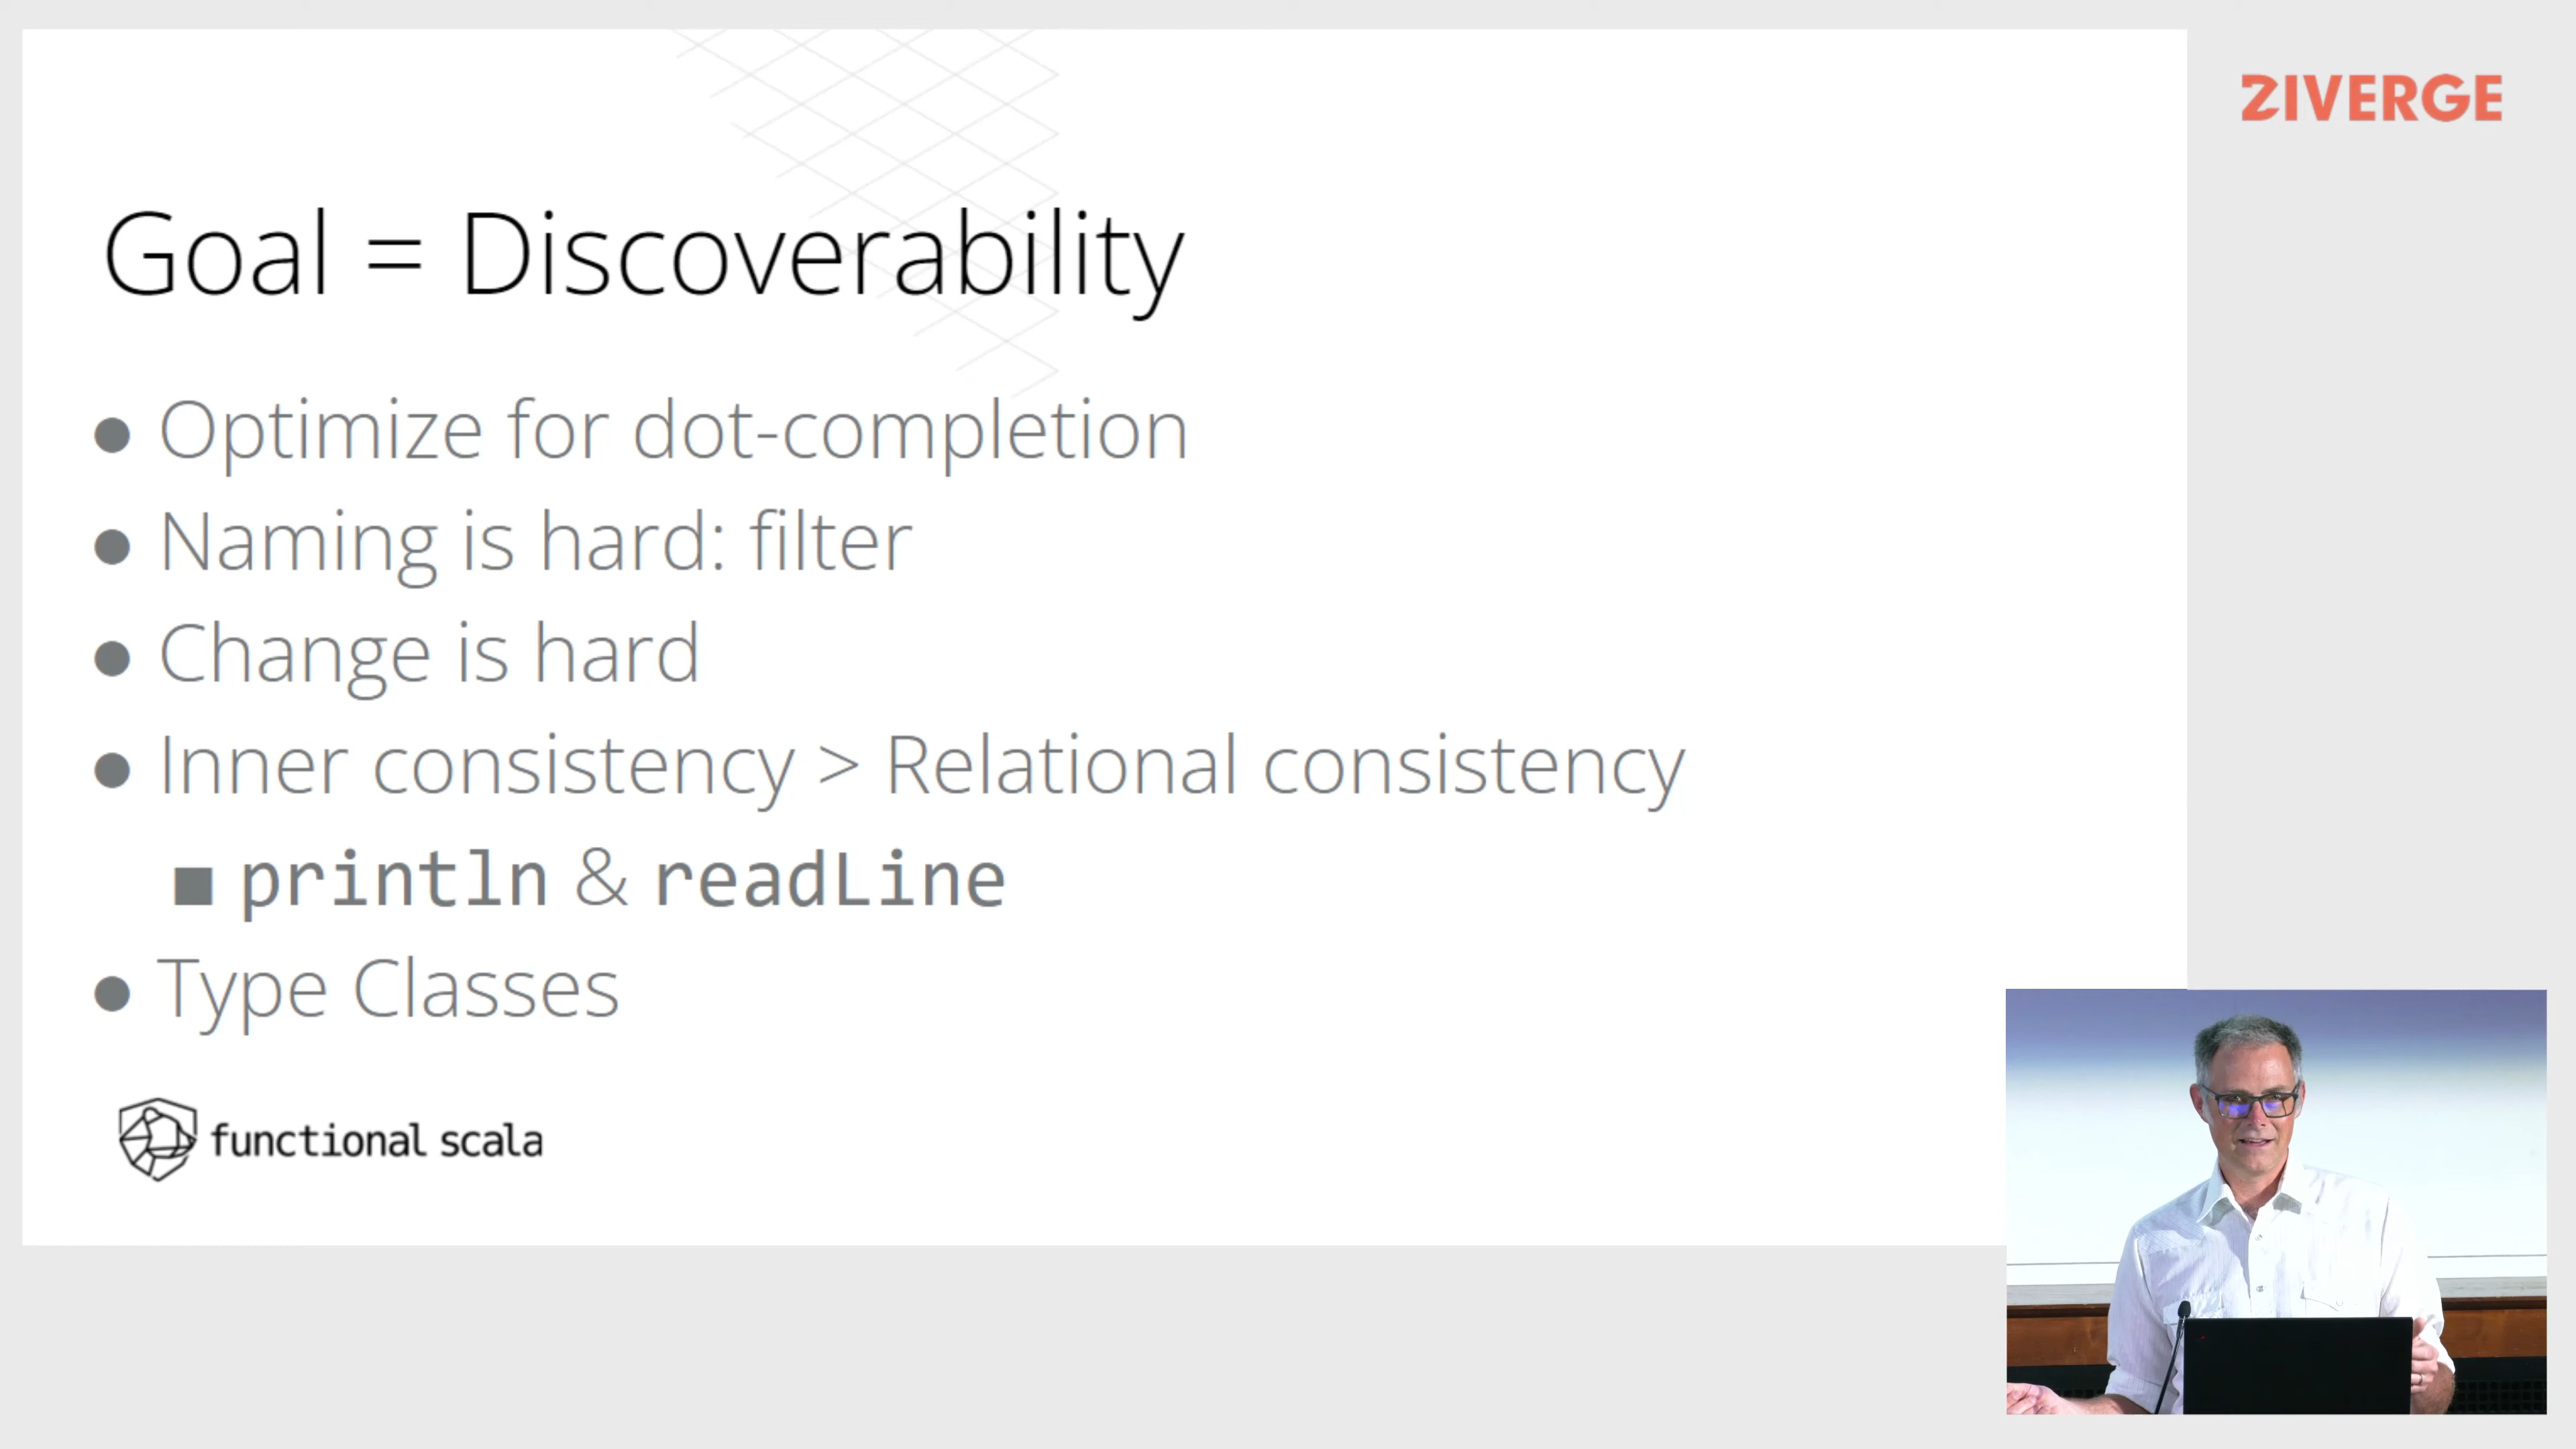 ZIVERGE
Goal = Discoverability
● Optimize for dot-completion
● Naming is hard: filter
● Change is hard
● Inner consistency > Relational consistency
■ println & readLine
● Type Classes
functional scala